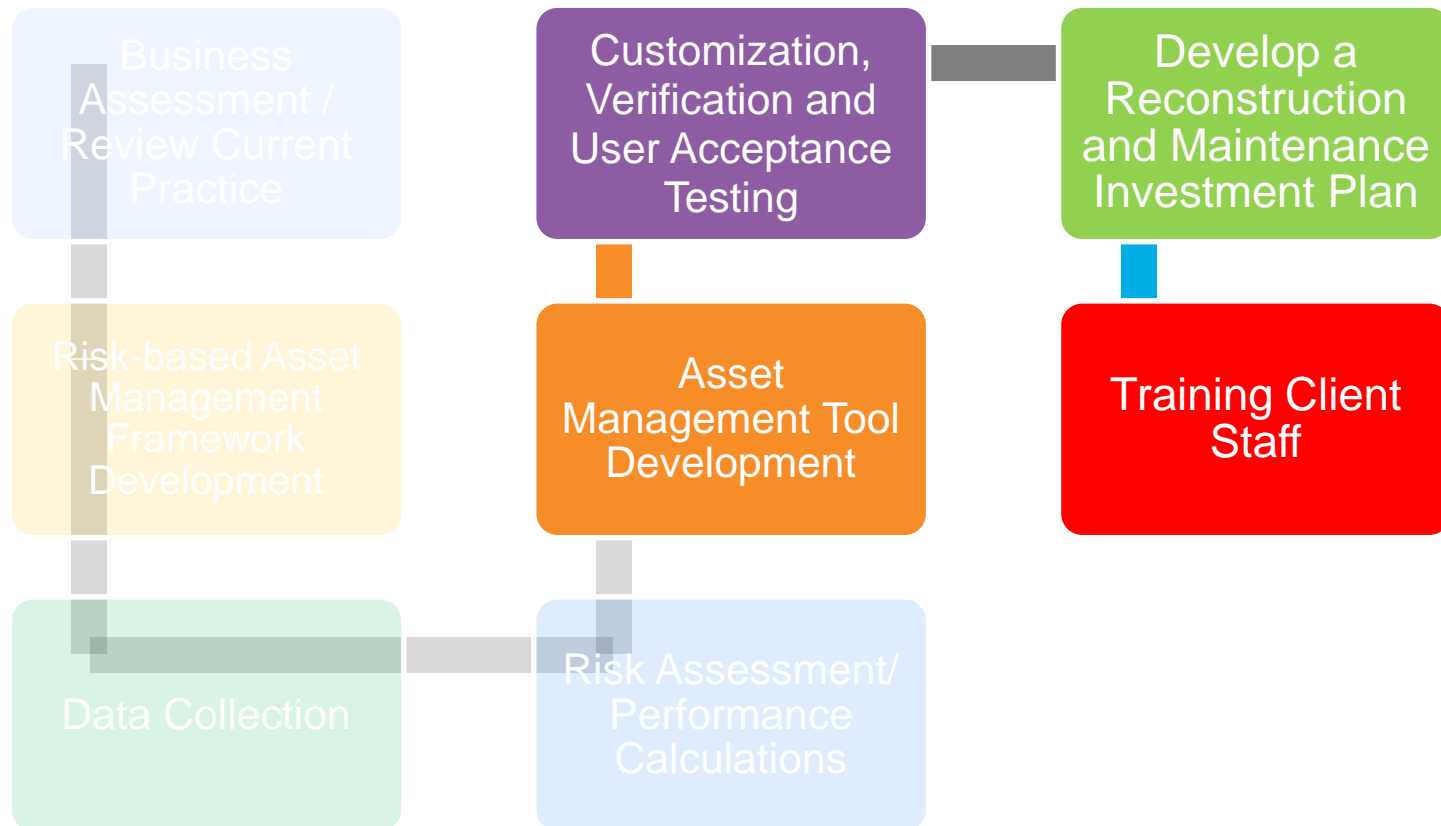 Business
Assessment /
Review Current
Practice
Risk-based Asset
Management
Framework
Development
Data Collection
Risk Assessment/
Performance
Calculations
Asset
Management Tool
Development
Customization,
Verification and
User Acceptance
Testing
Develop a
Reconstruction
and Maintenance
Investment Plan
Training Client
Staff